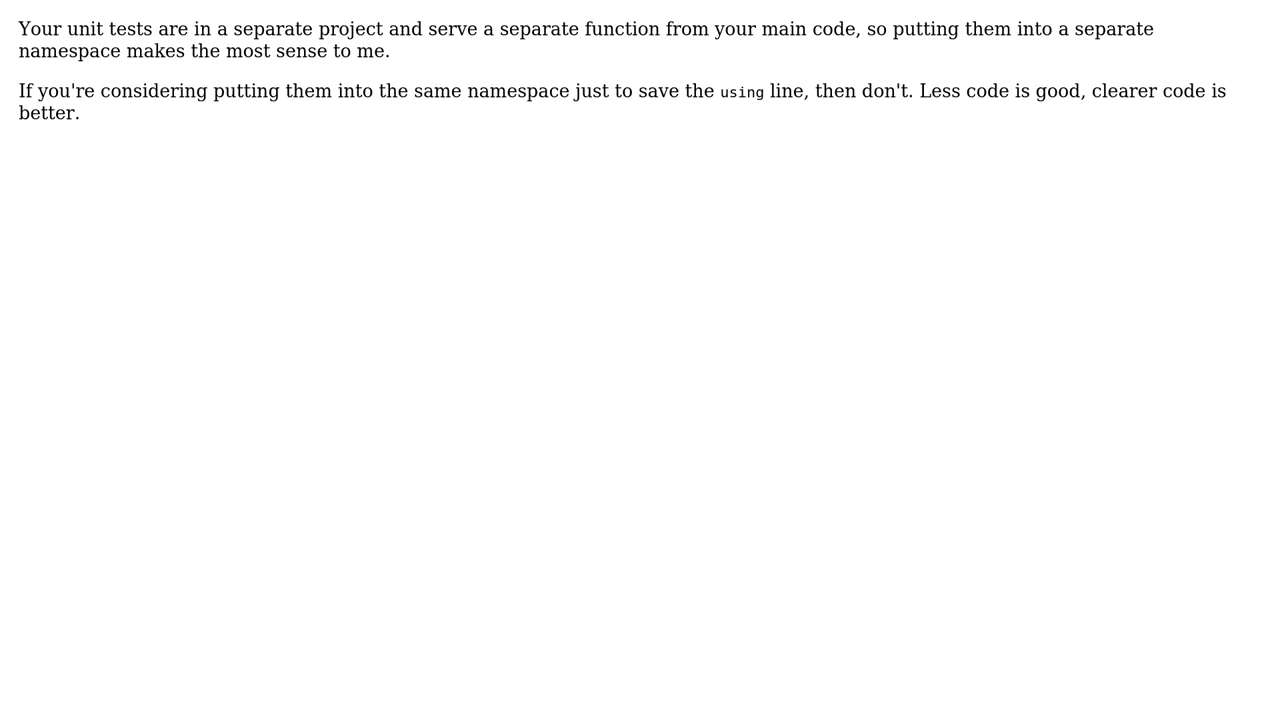 Your unit tests are in a separate project and serve a separate function from your main code, so putting them into a separate
namespace makes the most sense to me.
If you're considering putting them into the same namespace just to save the using line, then don't. Less code is good, clearer code is
better.